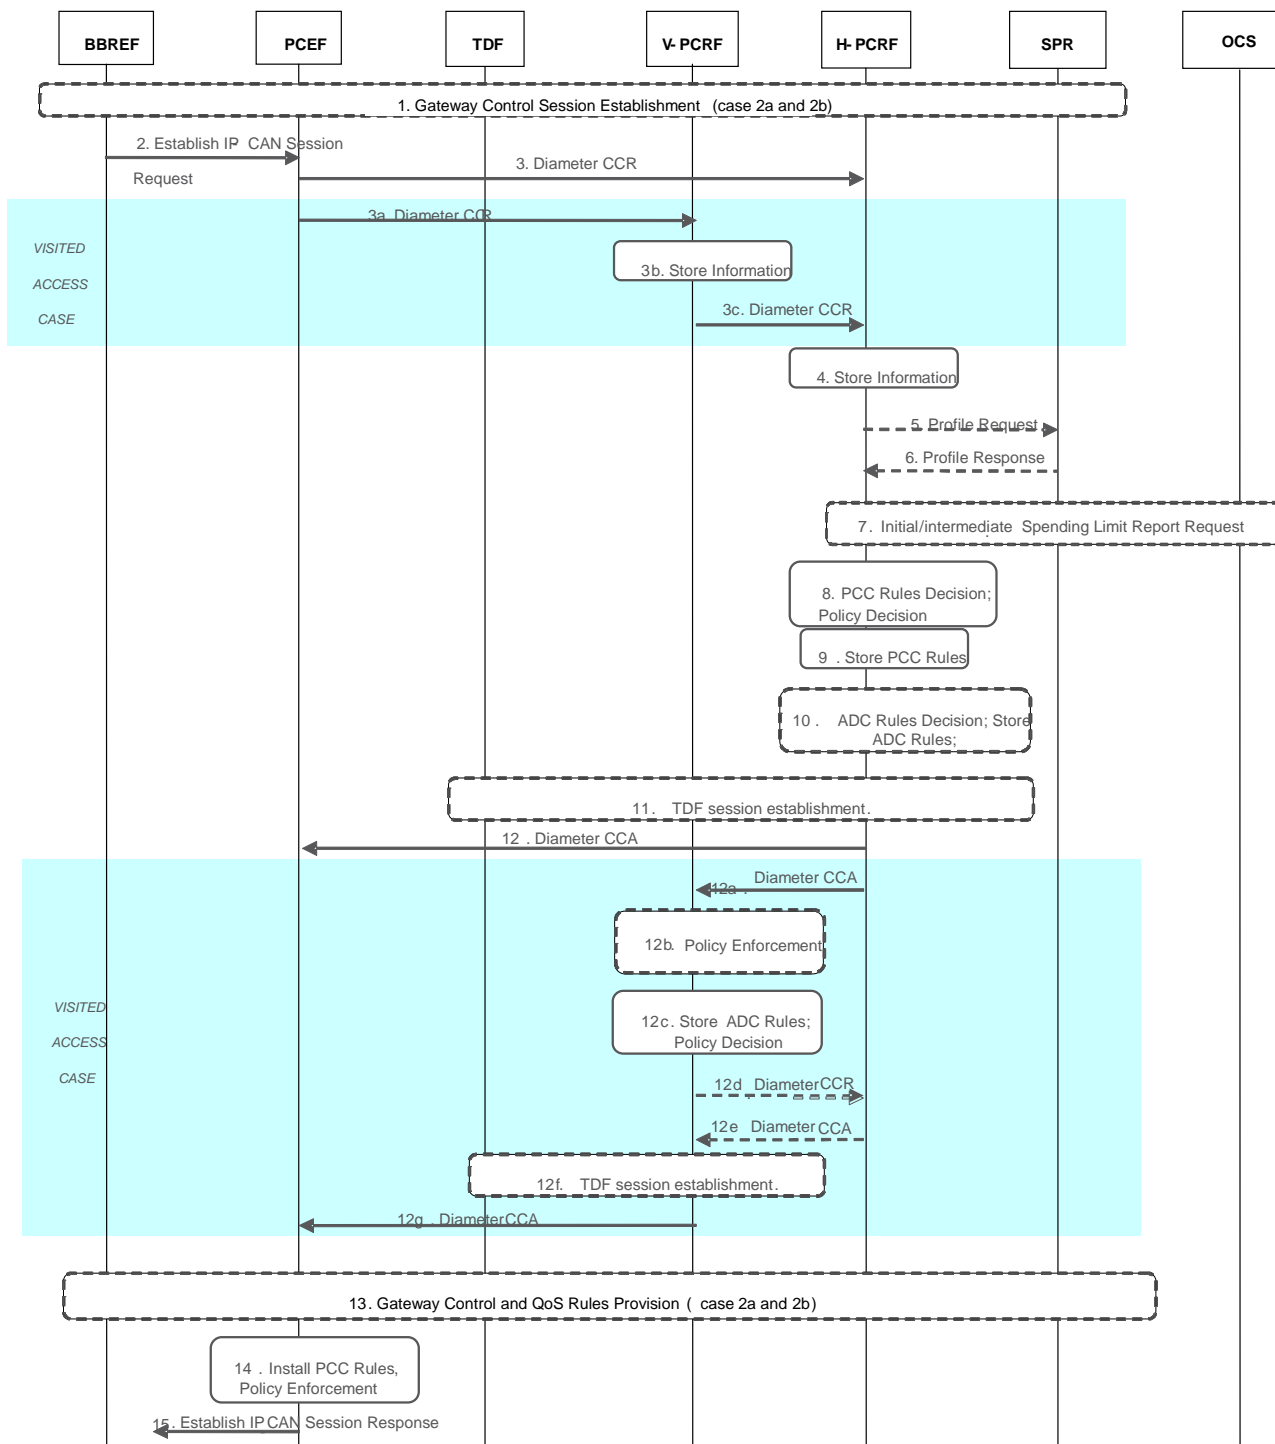 BBREF PCEF TDF V-PCRF H-PCRF SPR OCS
1. Gateway Control Session Establishment (case 2a and 2b)
2. Establish IP CAN Session
Request
3. Diameter CCR
3a. Diameter CCR
VISITED
ACCESS
CASE
3b. Store Information
3c. Diameter CCR
4. Store Information
5. Profile Request
6. Profile Response
7. Initial/intermediate Spending Limit Report Request
8. PCC Rules Decision;
Policy Decision
9 . Store PCC Rules
10 . ADC Rules Decision; Store
ADC Rules;
11. TDF session establishment.
12 . Diameter CCA
12a . Diameter CCA
12b. Policy Enforcement
VISITED
ACCESS
CASE
12c. Store ADC Rules;
Policy Decision
12d Diameter CCR
12e Diameter CCA
12f. TDF session establishment.
12g . Diameter CCA
13. Gateway Control and QoS Rules Provision ( case 2a and 2b)
14 . Install PCC Rules,
Policy Enforcement
15. Establish IP CAN Session Response